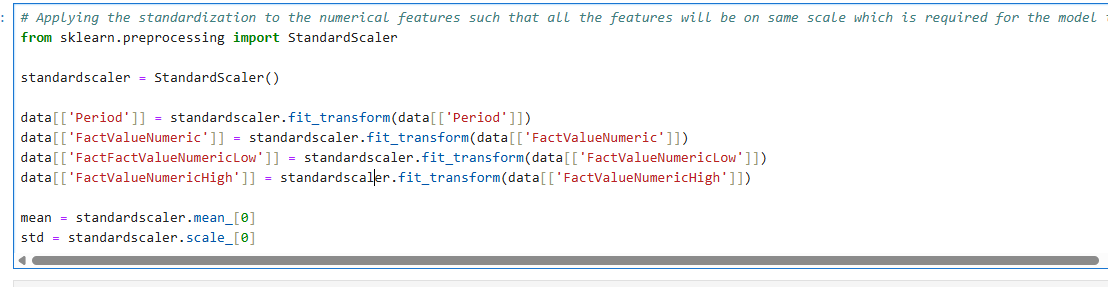 # Applying the standardization to the numerical features such that all the features will be on same scale which is required for the model
from sklearn.preprocessing import StandardScaler
standardscaler = StandardScaler()
data[['Period']] = standardscaler.fit_transform(data[['Period']])
data[['FactValueNumeric']] = standardscaler.fit_transform(data[['FactValueNumeric']])
data[['FactFactValueNumericLow']] = standardscaler.fit_transform(data[['FactValueNumericLow']])
data[['FactValueNumericHigh']] = standardscaler.fit_transform(data[['FactValueNumericHigh']])
mean = standardscaler.mean_[0]
std = standardscaler.scale_[0]